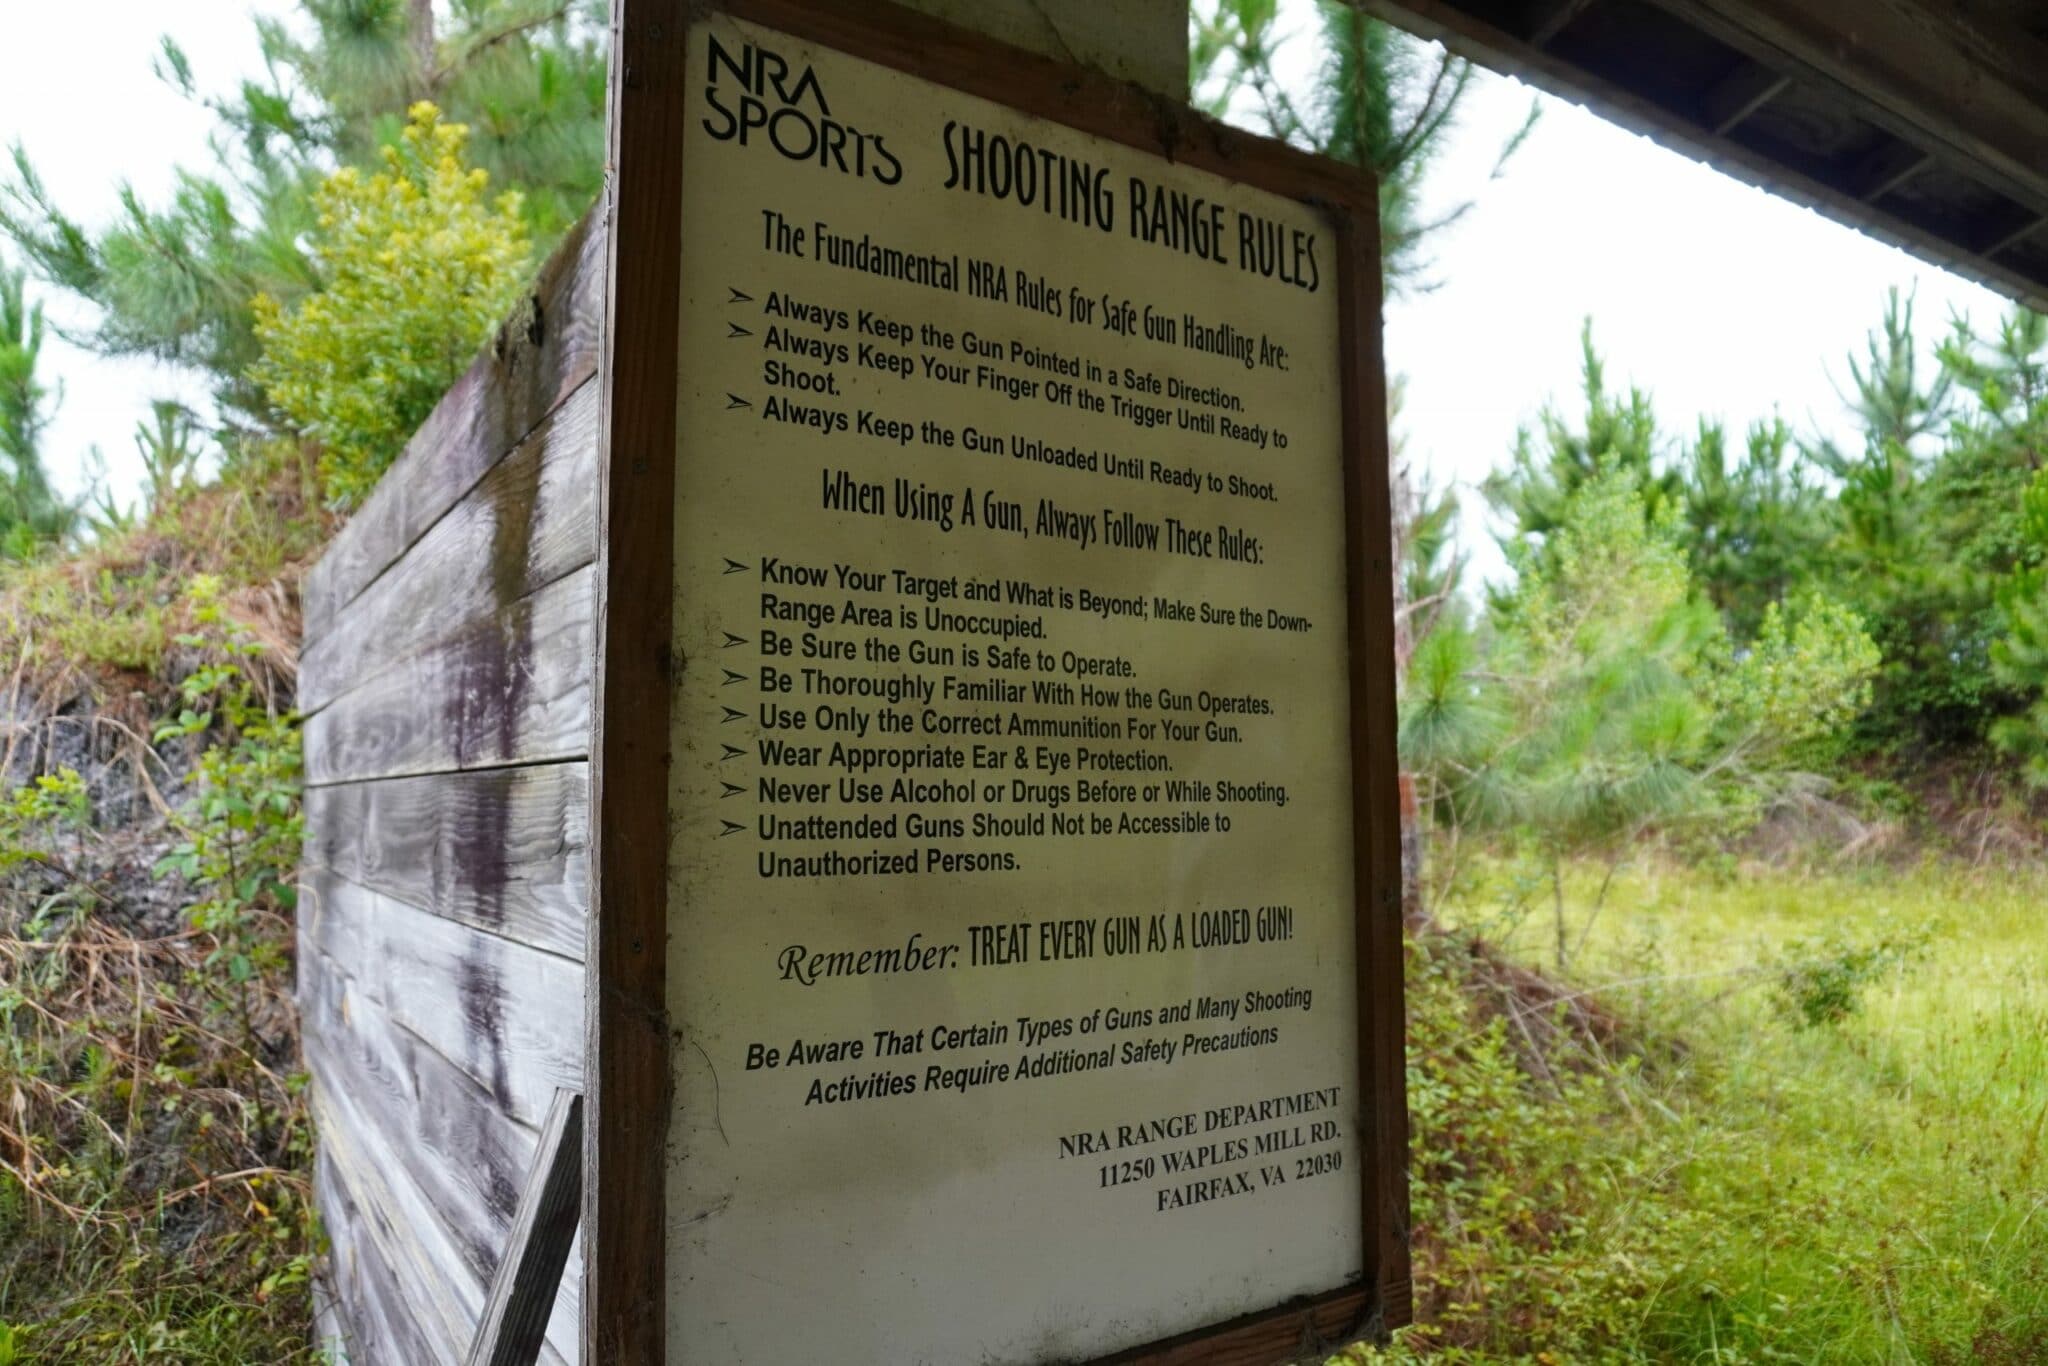 NRA
SPORTS
SHOOTING RANGE RULES
The Fundamental NRA Rules for Safe Gun Handling Are:
➢ Always Keep the Gun Pointed in a Safe Direction.
➢ Always Keep Your Finger Off the Trigger Until Ready to
Shoot.
➢ Always Keep the Gun Unloaded Until Ready to Shoot.
When Using A Gun, Always Follow These Rules:
➢ Know Your Target and What is Beyond; Make Sure the Down-
Range Area is Unoccupied.
➢ Be Sure the Gun is Safe to Operate.
➢ Be Thoroughly Familiar With How the Gun Operates.
➢ Use Only the Correct Ammunition For Your Gun.
➢ Wear Appropriate Ear & Eye Protection.
➢ Never Use Alcohol or Drugs Before or While Shooting.
➢ Unattended Guns Should Not be Accessible to
Unauthorized Persons.
Remember: TREAT EVERY GUN AS A LOADED GUN!
Be Aware That Certain Types of Guns and Many Shooting
Activities Require Additional Safety Precautions
NRA RANGE DEPARTMENT
11250 WAPLES MILL RD.
FAIRFAX, VA 22030